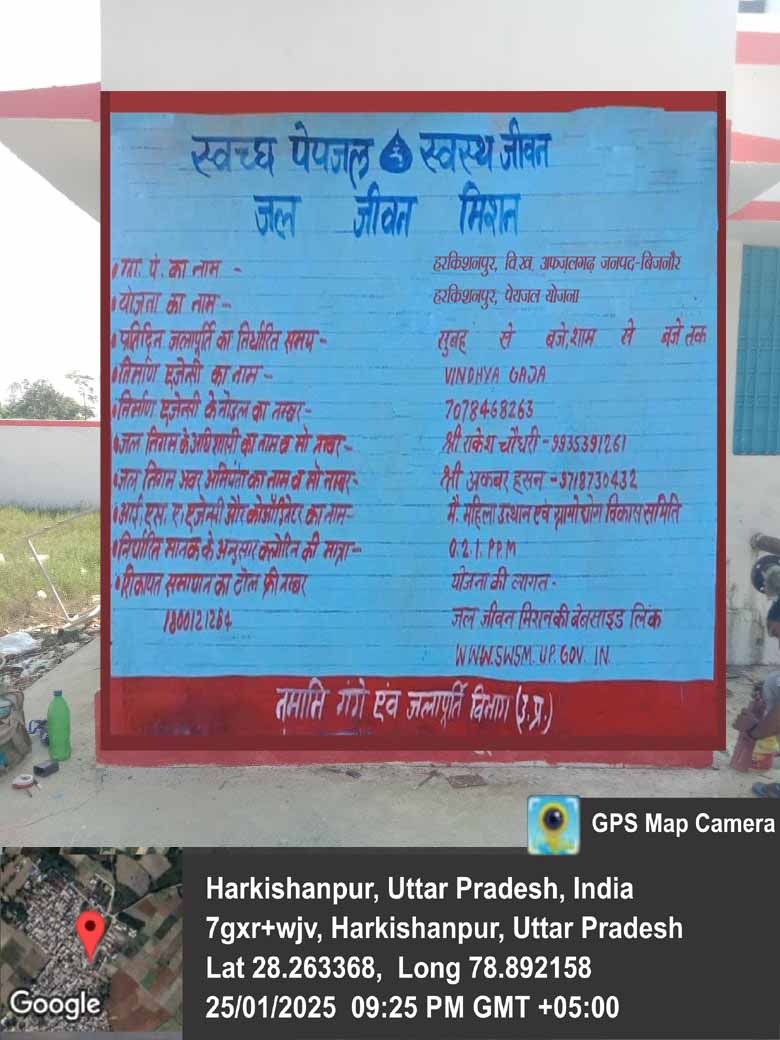 स्वच्छ पेयजल स्वस्थ जीवन
जल जीवन मिशन
• ग्रा. पं. का नाम - हरकिशनपुर, वि.ख. अफजलगढ़ जनपद-बिजनौर
• योजना का नाम - हरकिशनपुर, पेयजल योजना
• प्रतिदिन जलापूर्ति का निर्धारित समय - सुबह से बजे, शाम से बजे तक
• निर्माण एजेन्सी का नाम - VINDHYA GAJA
• निर्माण एजेन्सी के नोडल का नम्बर - 7078468263
• जल निगम के अधिशासी का नाम व मो नम्बर - श्री राकेश चौधरी - 9935391261
• जल निगम अवर अभियंता का नाम व मो नम्बर - श्री अकबर हसन - 9718730432
• आई. एस. ए. एजेन्सी और कोऑर्डिनेटर का नाम - मै. महिला उत्थान एवं ग्रामोद्योग विकास समिति
• निर्धारित मानक के अनुसार क्लोरिन की मात्रा - 0.2 1. PPM
• शिकायत समाधान का टोल फ्री नम्बर योजना की लागत -
1800121264 जल जीवन मिशन की बेबसाइड लिंक
WWW.SWSM.UP.GOV.IN
नमामि गंगे एंव जलापूर्ति विभाग (उ.प्र.)
GPS Map Camera
Harkishanpur, Uttar Pradesh, India
7gxr+wjv, Harkishanpur, Uttar Pradesh
Lat 28.263368, Long 78.892158
25/01/2025 09:25 PM GMT +05:00
Google